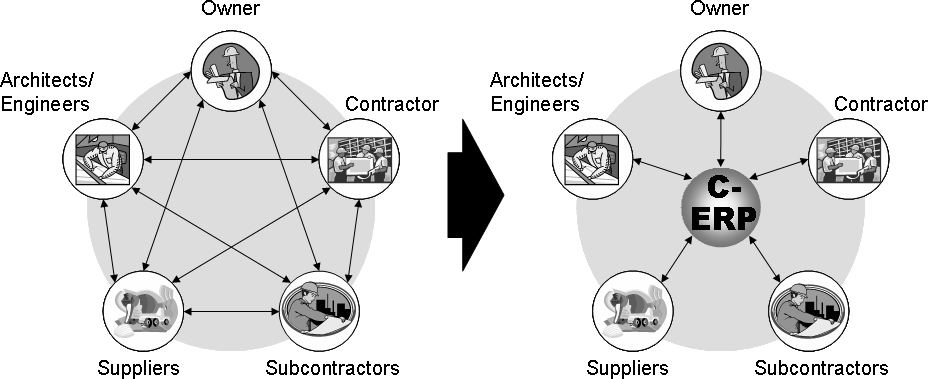 Owner
Architects/
Engineers
Contractor
Suppliers
Subcontractors
Owner
Architects/
Engineers
Contractor
C-
ERP
Suppliers
Subcontractors